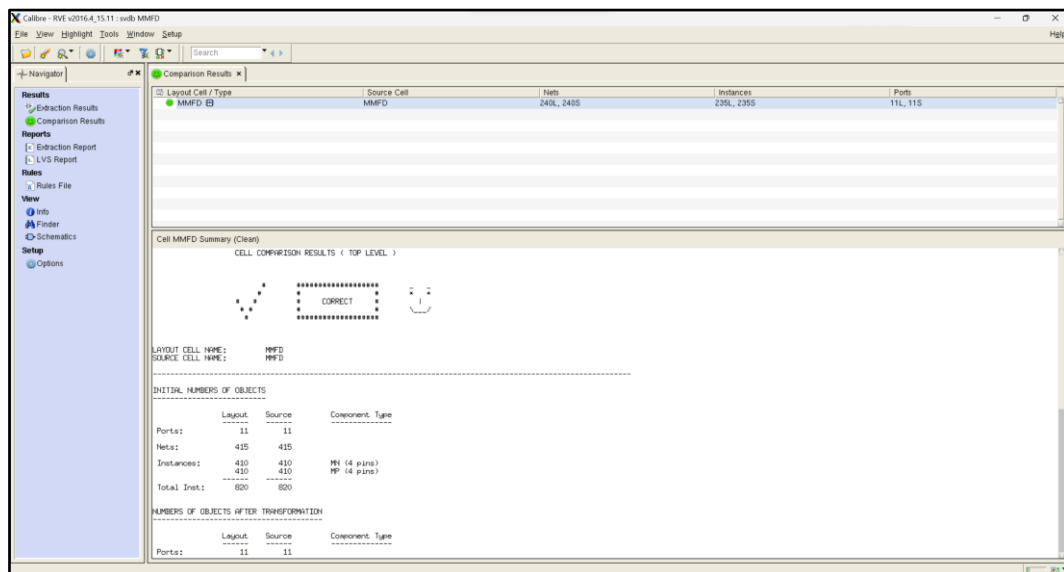 Calibre - RVE v2016.4_15.11 : svdb MMFD
File View Highlight Tools Window Setup
Help
Search
Navigator
Comparison Results
Results
Extraction Results
Comparison Results
Reports
Extraction Report
LVS Report
Rules
Rules File
View
Info
Finder
Schematics
Setup
Options
Layout Cell / Type Source Cell Nets Instances Ports
MMFD MMFD 240L, 240S 235L, 235S 11L, 11S
Cell MMFD Summary (Clean)
CELL COMPARISON RESULTS ( TOP LEVEL )
CORRECT
LAYOUT CELL NAME: MMFD
SOURCE CELL NAME: MMFD
INITIAL NUMBERS OF OBJECTS
Layout Source Component Type
Ports: 11 11
Nets: 415 415
Instances: 410 410 MN (4 pins)
410 410 MP (4 pins)
Total Inst: 820 820
NUMBERS OF OBJECTS AFTER TRANSFORMATION
Layout Source Component Type
Ports: 11 11